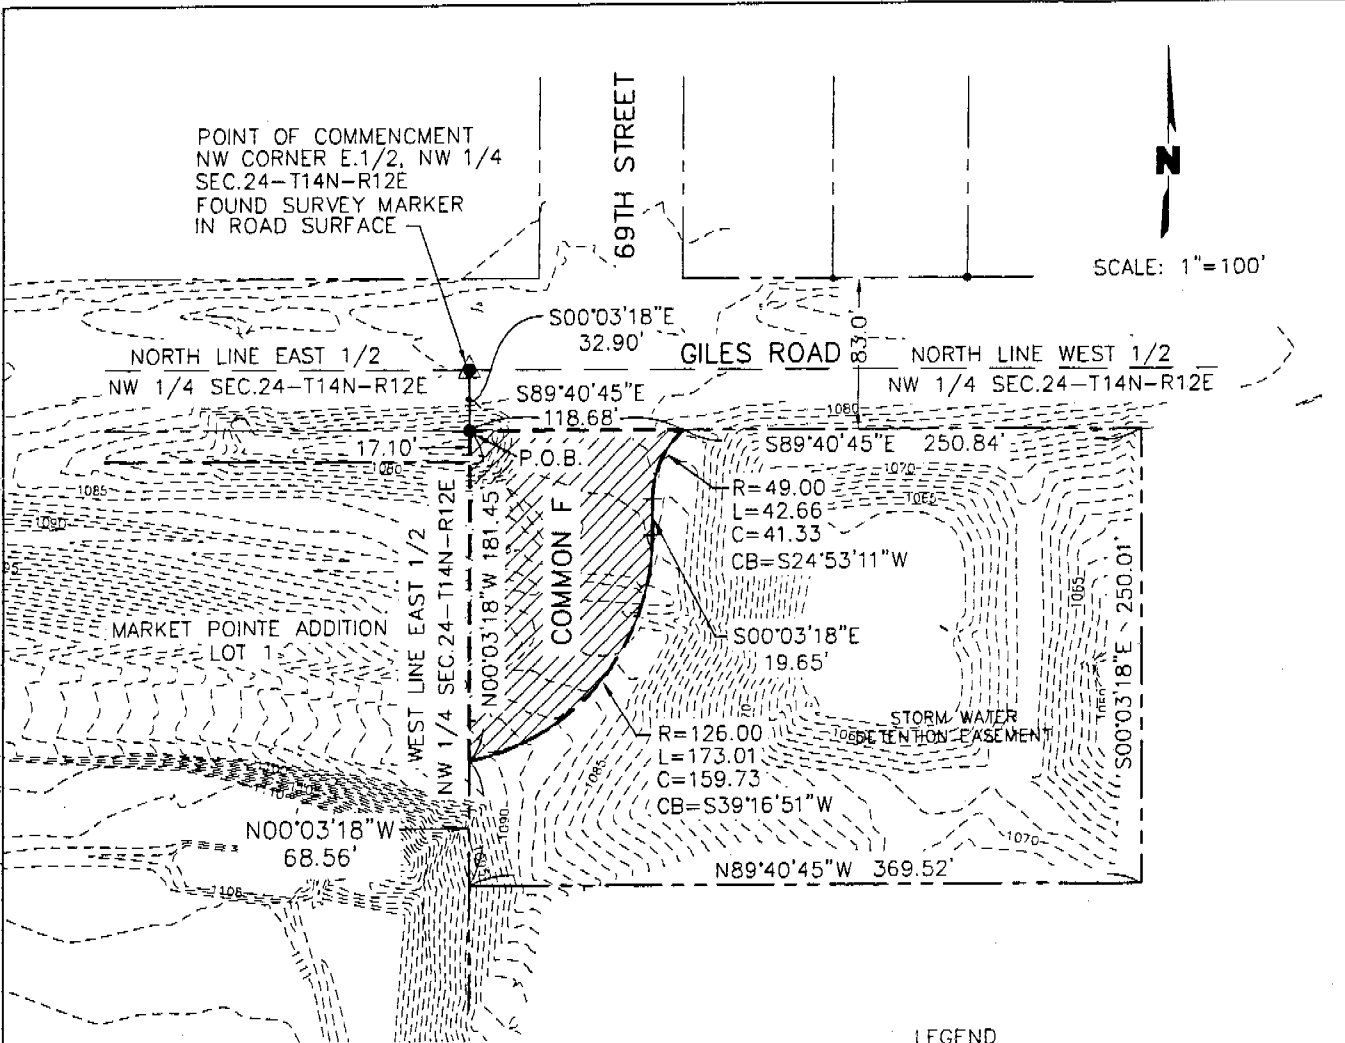 POINT OF COMMENCMENT
NW CORNER E.1/2, NW 1/4
SEC.24-T14N-R12E
FOUND SURVEY MARKER
IN ROAD SURFACE
69TH STREET
N
SCALE: 1"=100'
S00°03'18"E
32.90'
GILES ROAD
83.0'
NORTH LINE EAST 1/2
NW 1/4 SEC.24-T14N-R12E
NORTH LINE WEST 1/2
NW 1/4 SEC.24-T14N-R12E
S89°40'45"E
118.68'
1080
17.10'
P.O.B.
S89°40'45"E 250.84'
1080
1085
1070
1065
1090
R=49.00
L=42.66
C=41.33
CB=S24°53'11"W
WEST LINE EAST 1/2
NW 1/4 SEC.24-T14N-R12E
N00°03'18"W 181.45'
COMMON F
1065
S00°03'18"E 250.01'
MARKET POINTE ADDITION
LOT 1
S00°03'18"E
19.65'
STORM WATER
DETENTION EASEMENT
R=126.00
L=173.01
C=159.73
CB=S39°16'51"W
1085
1090
1070
N00°03'18"W
68.56'
N89°40'45"W 369.52'
1106
LEGEND